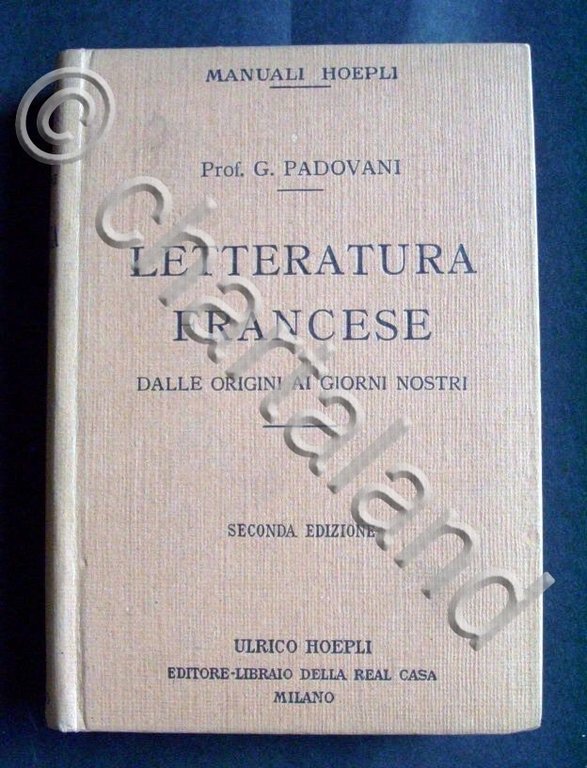 MANUALI HOEPLI
Prof. G. PADOVANI
LETTERATURA
FRANCESE
DALLE ORIGINI AI GIORNI NOSTRI
SECONDA EDIZIONE
ULRICO HOEPLI
EDITORE-LIBRAIO DELLA REAL CASA
MILANO
© chartaland